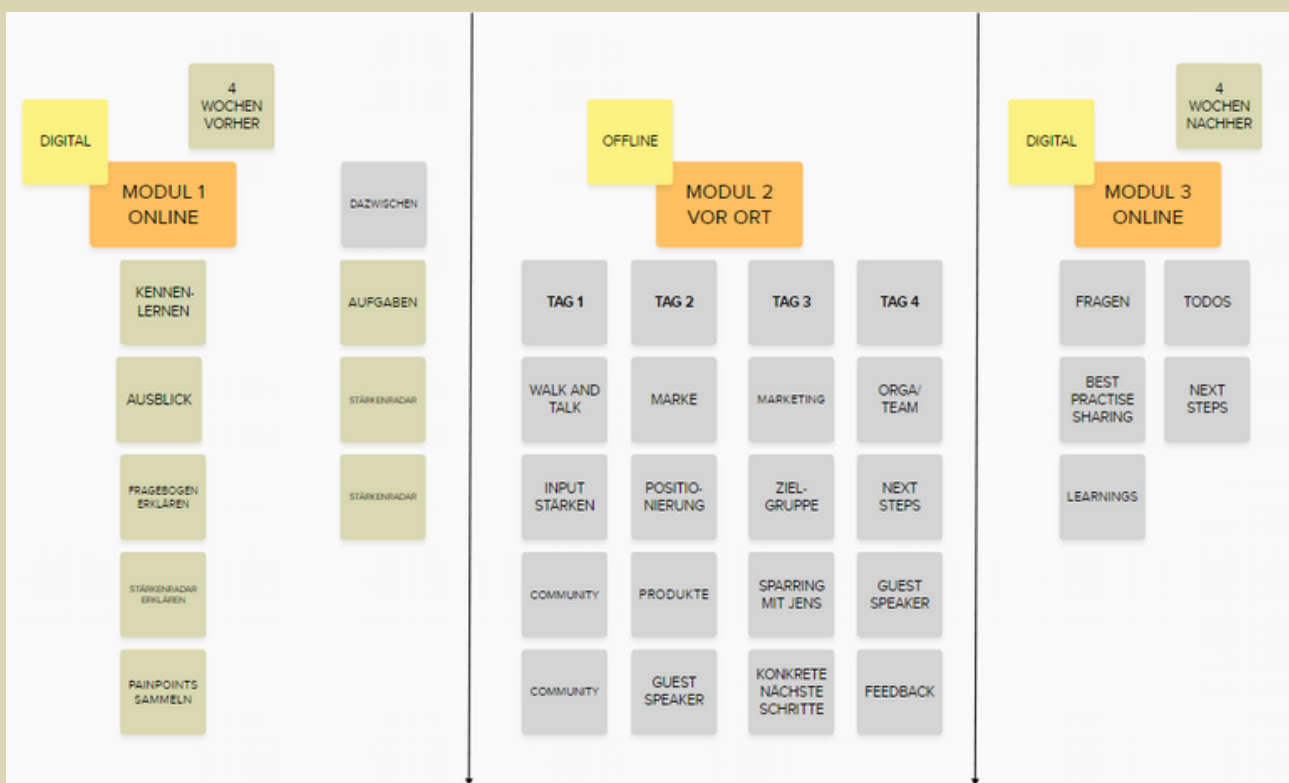 4
WOCHEN
VORHER
DIGITAL
MODUL 1
ONLINE
DAZWISCHEN
KENNEN-
LERNEN
AUFGABEN
AUSBLICK
STÄRKENRADAR
FRAGEBOGEN
ERKLÄREN
STÄRKENRADAR
STÄRKENRADAR
ERKLÄREN
PAINPOINTS
SAMMELN
OFFLINE
MODUL 2
VOR ORT
TAG 1
TAG 2
TAG 3
TAG 4
WALK AND
TALK
MARKE
MARKETING
ORGA/
TEAM
INPUT
STÄRKEN
POSITIO-
NIERUNG
ZIEL-
GRUPPE
NEXT
STEPS
COMMUNITY
PRODUKTE
SPARRING
MIT JENS
GUEST
SPEAKER
COMMUNITY
GUEST
SPEAKER
KONKRETE
NÄCHSTE
SCHRITTE
FEEDBACK
4
WOCHEN
NACHHER
DIGITAL
MODUL 3
ONLINE
FRAGEN
TODOS
BEST
PRACTISE
SHARING
NEXT
STEPS
LEARNINGS